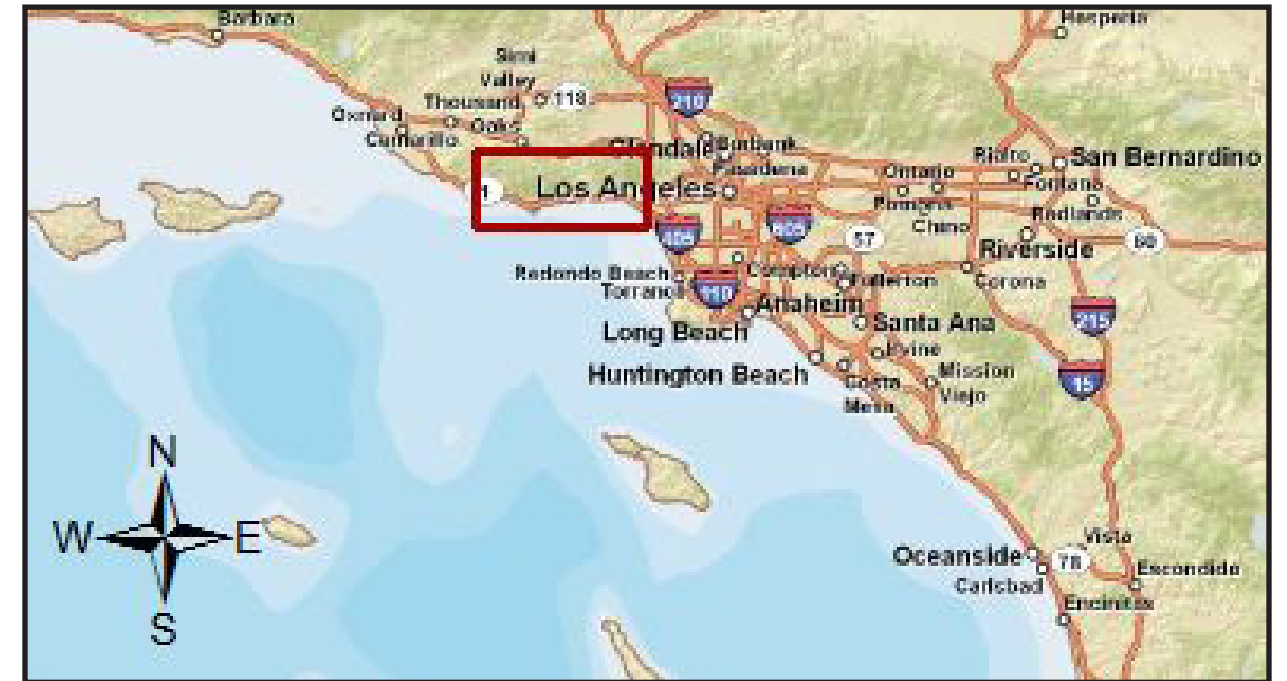 Barbara
Hesperia
Simi
Valley
118
Thousand
Oaks
210
Oxnard
Camarillo
Glendale
Burbank
Pasadena
Rialto
San Bernardino
Ontario
Fontana
1
Los Angeles
Pomona
Redlands
Chino
405
605
57
Riverside
60
Redondo Beach
Compton
Fullerton
Corona
Torrance
110
Anaheim
215
Long Beach
Santa Ana
Irvine
Huntington Beach
Mission
Viejo
15
Costa
Mesa
N
W E
S
Oceanside
78
Vista
Carlsbad
Escondido
Encinitas